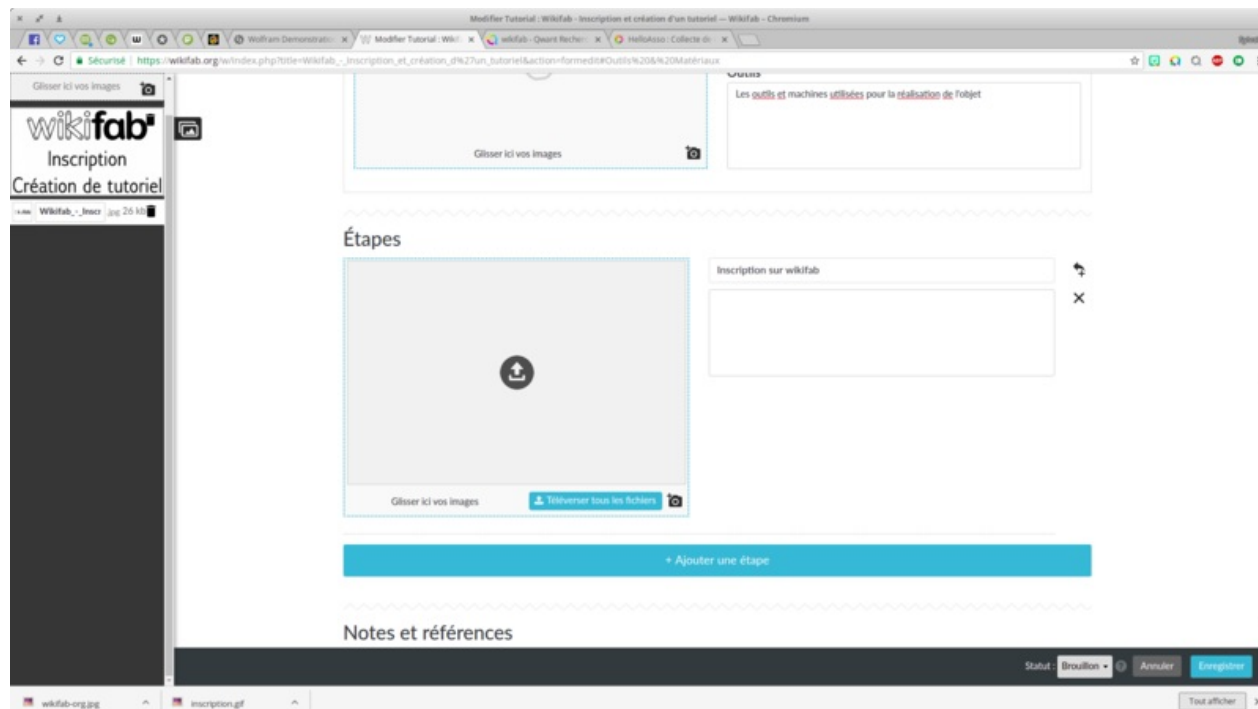 Modifier Tutorial : Wikifab - Inscription et création d'un tutoriel — Wikifab - Chromium
Wolfram Demonstratio
Modifier Tutorial : Wiki
wikifab - Qwant Recher
HelloAsso : Collecte de
Sécurisé
https://wikifab.org/w/index.php?title=Wikifab_-_Inscription_et_création_d%27un_tutoriel&action=formedit#Outils%20&%20Matériaux
Glisser ici vos images
wikifab
Inscription
Création de tutoriel
Wikifab_-_Inscr .jpg 26 kb
Outils
Les outils et machines utilisées pour la réalisation de l'objet
Glisser ici vos images
Étapes
Inscription sur wikifab
Glisser ici vos images
Téléverser tous les fichiers
+ Ajouter une étape
Notes et références
Statut : Brouillon
Annuler
Enregistrer
wikifab-org.jpg
inscription.gif
Tout afficher